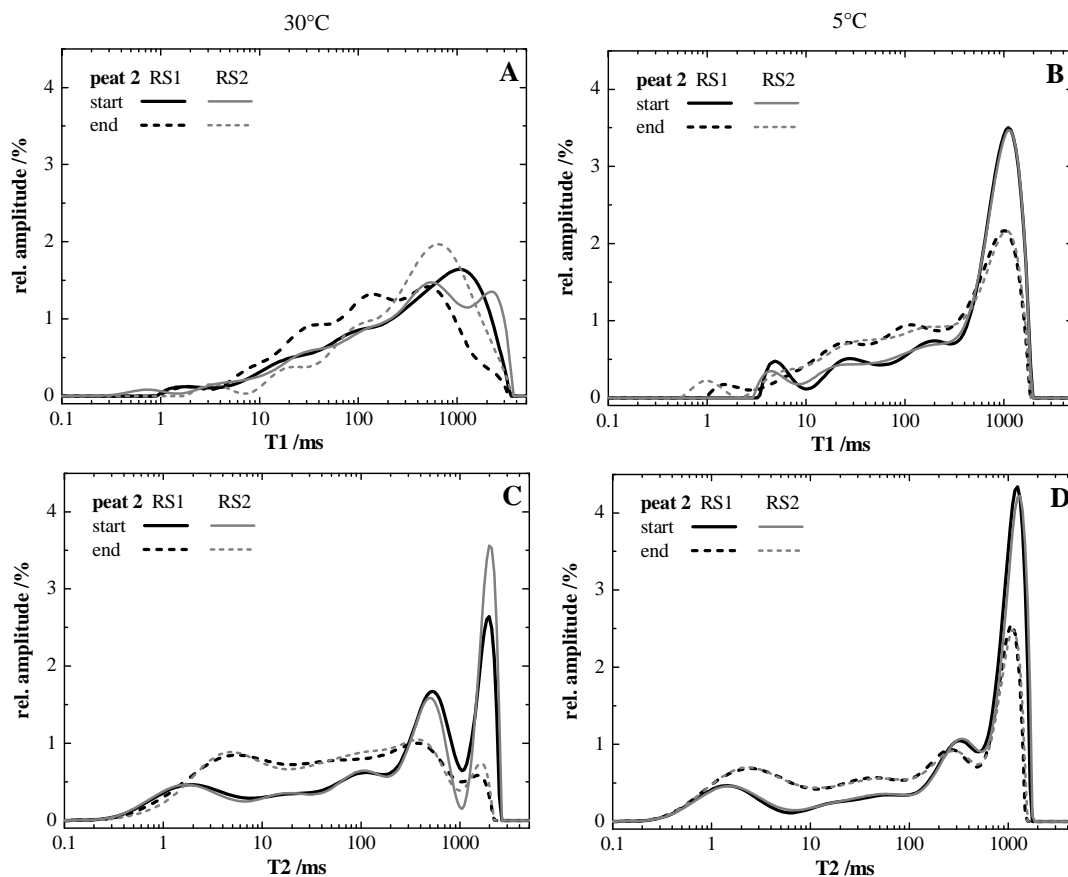 30°C
5°C
A
peat 2 RS1 RS2
start
end
rel. amplitude /%
4
3
2
1
0
0.1 1 10 100 1000
T1 /ms
B
peat 2 RS1 RS2
start
end
rel. amplitude /%
4
3
2
1
0
0.1 1 10 100 1000
T1 /ms
C
peat 2 RS1 RS2
start
end
rel. amplitude /%
4
3
2
1
0
0.1 1 10 100 1000
T2 /ms
D
peat 2 RS1 RS2
start
end
rel. amplitude /%
4
3
2
1
0
0.1 1 10 100 1000
T2 /ms